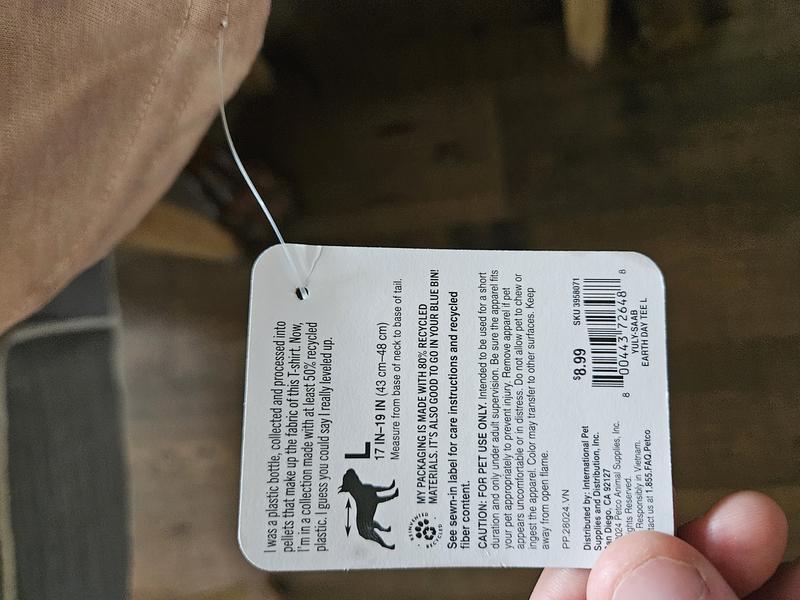 I was a plastic bottle, collected and processed into
pellets that make up the fabric of this T-shirt. Now,
I'm in a collection made with at least 50% recycled
plastic. I guess you could say I really leveled up.
L
17 IN–19 IN (43 cm–48 cm)
Measure from base of neck to base of tail.
REINVENTED
RECYCLED
MY PACKAGING IS MADE WITH 80% RECYCLED
MATERIALS. IT'S ALSO GOOD TO GO IN YOUR BLUE BIN!
See sewn-in label for care instructions and recycled
fiber content.
CAUTION: FOR PET USE ONLY. Intended to be used for a short
duration and only under adult supervision. Be sure the apparel fits
your pet appropriately to prevent injury. Remove apparel if pet
appears uncomfortable or in distress. Do not allow pet to chew or
ingest the apparel. Color may transfer to other surfaces. Keep
away from open flame.
PP.28024.VN
Distributed by: International Pet
Supplies and Distribution, Inc.
an Diego, CA 92127
024 Petco Animal Supplies, Inc.
ghts Reserved.
Responsibly in Vietnam.
tact us at 1.855.FAQ.Petco
$8.99
SKU 3958071
8 00443 72648 8
YULY-SAAB
EARTH DAY TEE L